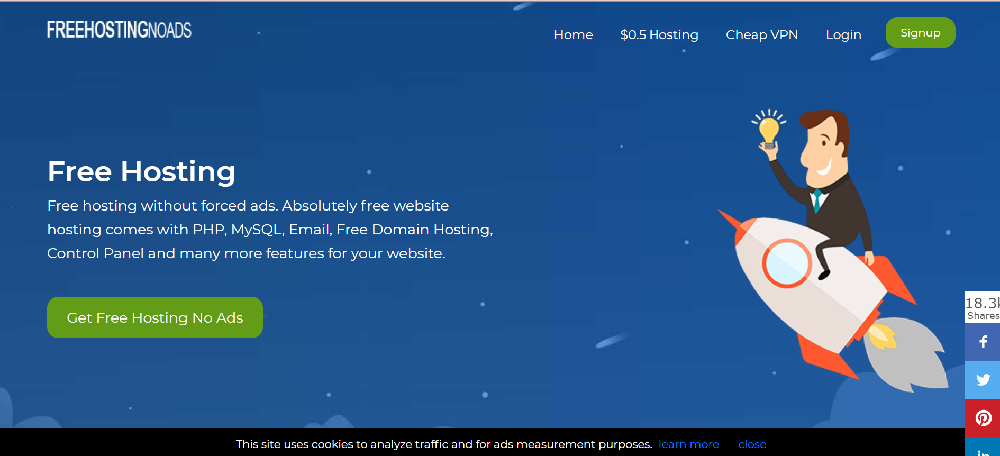 FREEHOSTINGNOADS
Home
$0.5 Hosting
Cheap VPN
Login
Signup
Free Hosting
Free hosting without forced ads. Absolutely free website
hosting comes with PHP, MySQL, Email, Free Domain Hosting,
Control Panel and many more features for your website.
Get Free Hosting No Ads
18.3k
Shares
This site uses cookies to analyze traffic and for ads measurement purposes. learn more close